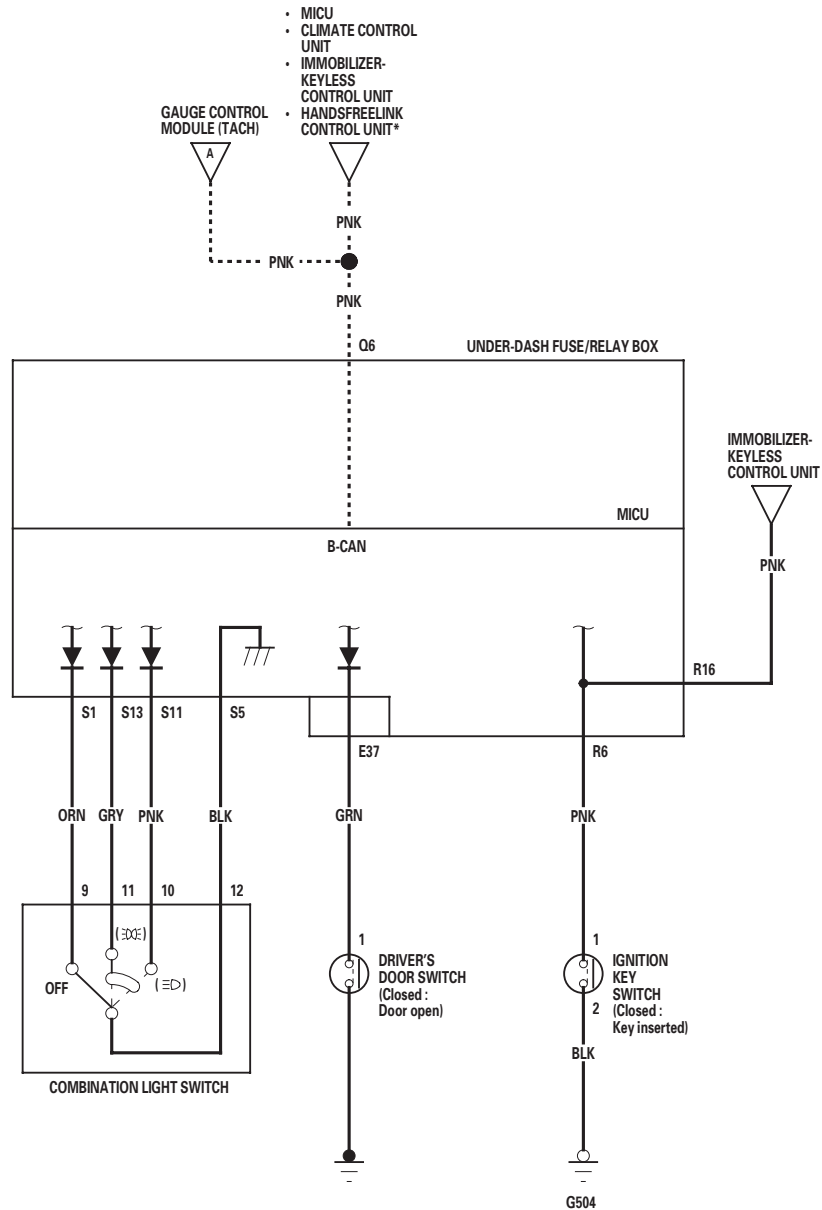 • MICU
• CLIMATE CONTROL
UNIT
• IMMOBILIZER-
KEYLESS
CONTROL UNIT
• HANDSFREELINK
CONTROL UNIT*
GAUGE CONTROL
MODULE (TACH)
A
PNK
PNK
PNK
Q6
UNDER-DASH FUSE/RELAY BOX
IMMOBILIZER-
KEYLESS
CONTROL UNIT
MICU
B-CAN
PNK
R16
S1 S13 S11 S5
E37
R6
ORN GRY PNK BLK
GRN
PNK
9 11 10 12
OFF
COMBINATION LIGHT SWITCH
1
DRIVER'S
DOOR SWITCH
(Closed :
Door open)
1
IGNITION
KEY
SWITCH
(Closed :
Key inserted)
2
BLK
G504